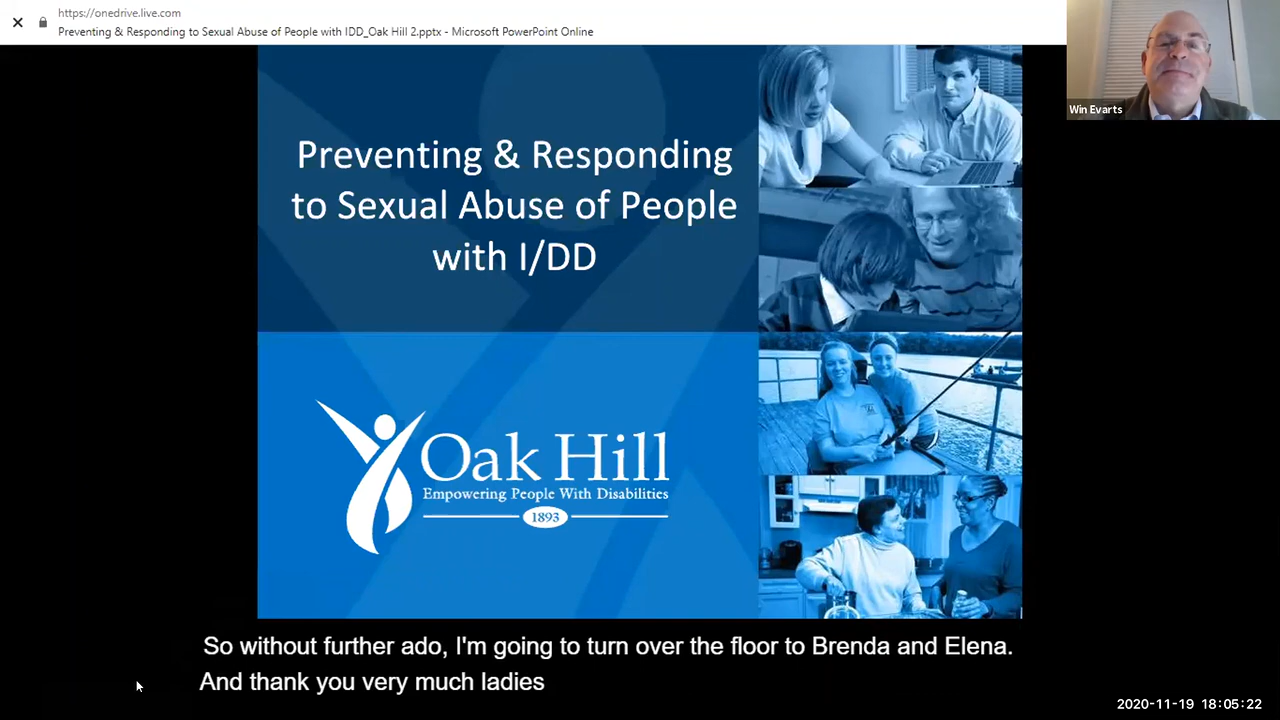 https://onedrive.live.com
Preventing & Responding to Sexual Abuse of People with IDD_Oak Hill 2.pptx - Microsoft PowerPoint Online
Win Evarts
Preventing & Responding
to Sexual Abuse of People
with I/DD
Oak Hill
Empowering People With Disabilities
1893
So without further ado, I'm going to turn over the floor to Brenda and Elena.
And thank you very much ladies
2020-11-19 18:05:22